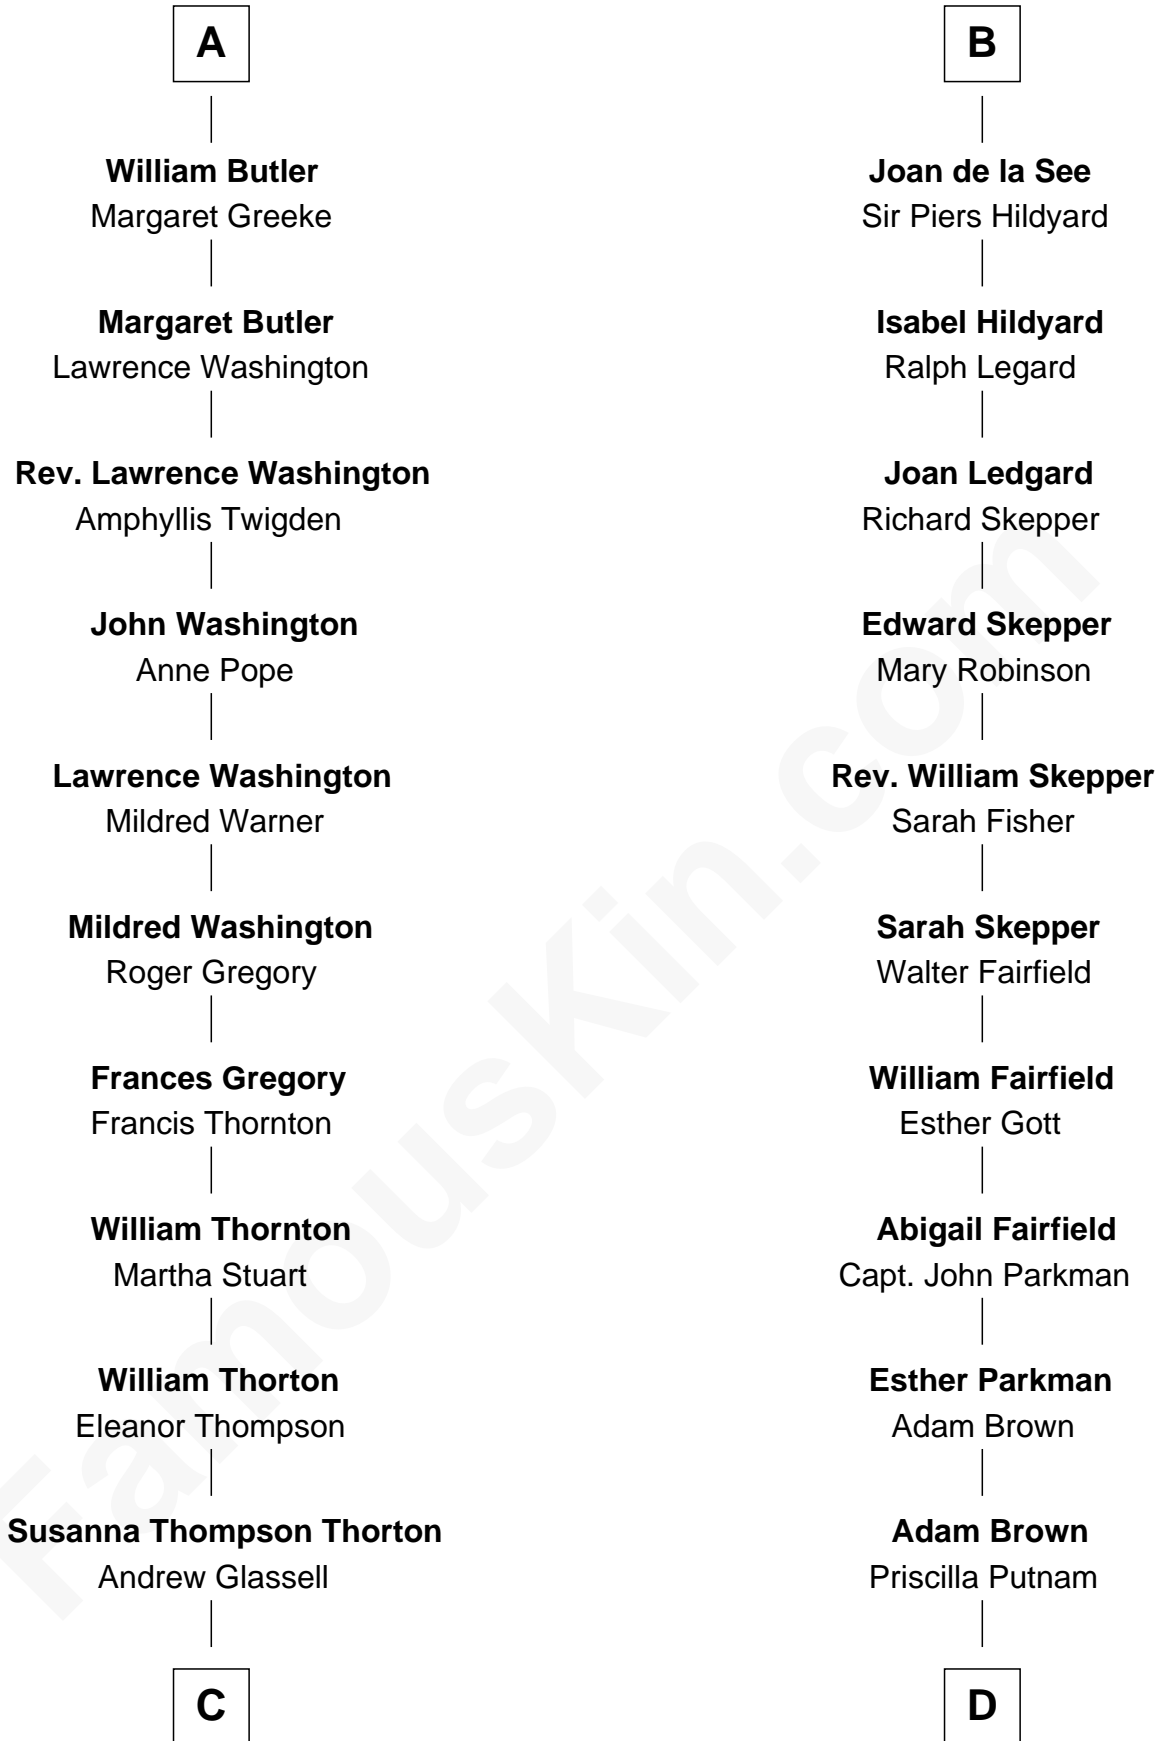 A
William Butler
Margaret Greeke
Margaret Butler
Lawrence Washington
Rev. Lawrence Washington
Amphyllis Twigden
John Washington
Anne Pope
Lawrence Washington
Mildred Warner
Mildred Washington
Roger Gregory
Frances Gregory
Francis Thornton
William Thornton
Martha Stuart
William Thorton
Eleanor Thompson
Susanna Thompson Thorton
Andrew Glassell
C
B
Joan de la See
Sir Piers Hildyard
Isabel Hildyard
Ralph Legard
Joan Ledgard
Richard Skepper
Edward Skepper
Mary Robinson
Rev. William Skepper
Sarah Fisher
Sarah Skepper
Walter Fairfield
William Fairfield
Esther Gott
Abigail Fairfield
Capt. John Parkman
Esther Parkman
Adam Brown
Adam Brown
Priscilla Putnam
D
FamousKin.com